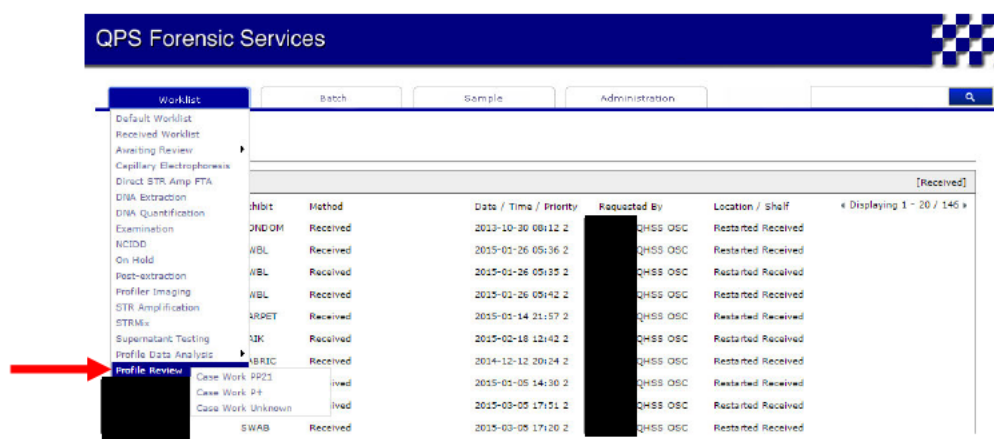 QPS Forensic Services
Worklist Batch Sample Administration
Default Worklist
Received Worklist
Awaiting Review
Capillary Electrophoresis
Direct STR Amp FTA
[Received]
DNA Extraction
DNA Quantification
Examination
NCIDD
On Hold
Post-extraction
Profiler Imaging
STR Amplification
STRMix
Supernatant Testing
Profile Data Analysis
Profile Review
Case Work PP21
Case Work P+
Case Work Unknown
xhibit Method Date / Time / Priority Requested By Location / Shelf « Displaying 1 - 20 / 146 »
ONDOM Received 2013-10-30 08:12 2 QHSS OSC Restarted Received
WBL Received 2015-01-26 05:36 2 QHSS OSC Restarted Received
WBL Received 2015-01-26 05:35 2 QHSS OSC Restarted Received
WBL Received 2015-01-26 05:42 2 QHSS OSC Restarted Received
ARPET Received 2015-01-14 21:57 2 QHSS OSC Restarted Received
AIK Received 2015-02-18 12:42 2 QHSS OSC Restarted Received
ABRIC Received 2014-12-12 20:24 2 QHSS OSC Restarted Received
ived 2015-01-05 14:30 2 QHSS OSC Restarted Received
ived 2015-03-05 17:51 2 QHSS OSC Restarted Received
SWAB Received 2015-03-05 17:20 2 QHSS OSC Restarted Received